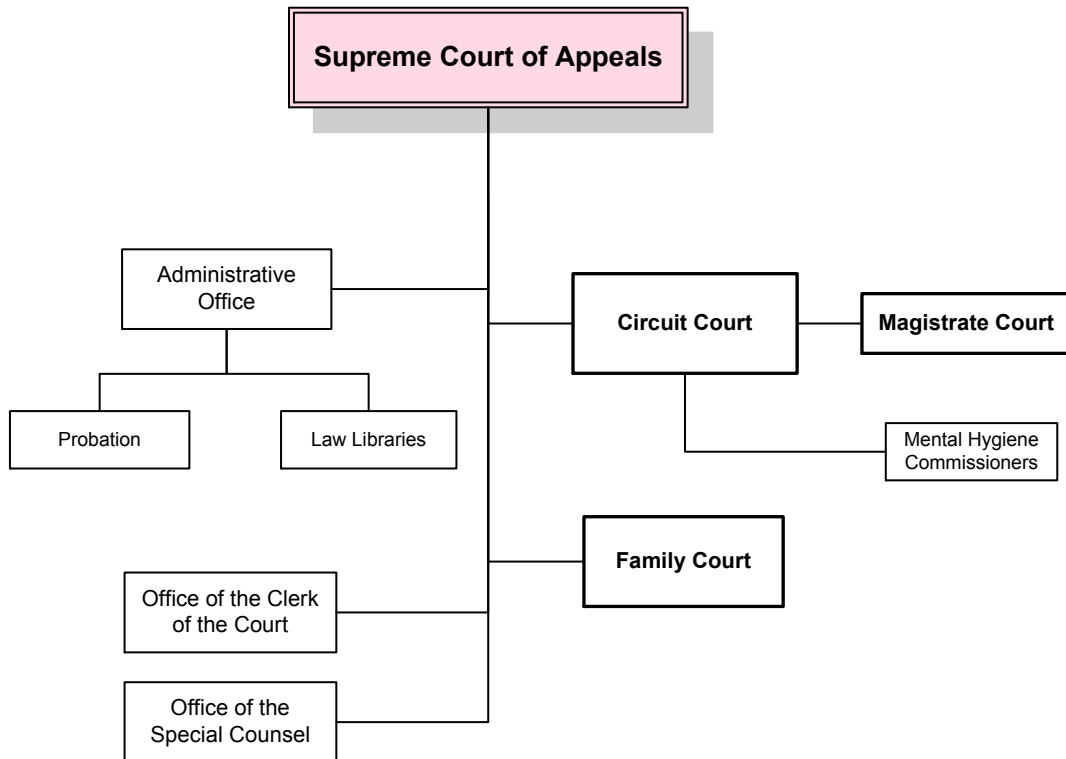 Supreme Court of Appeals
Administrative
Office
Circuit Court
Magistrate Court
Probation
Law Libraries
Mental Hygiene
Commissioners
Family Court
Office of the Clerk
of the Court
Office of the
Special Counsel